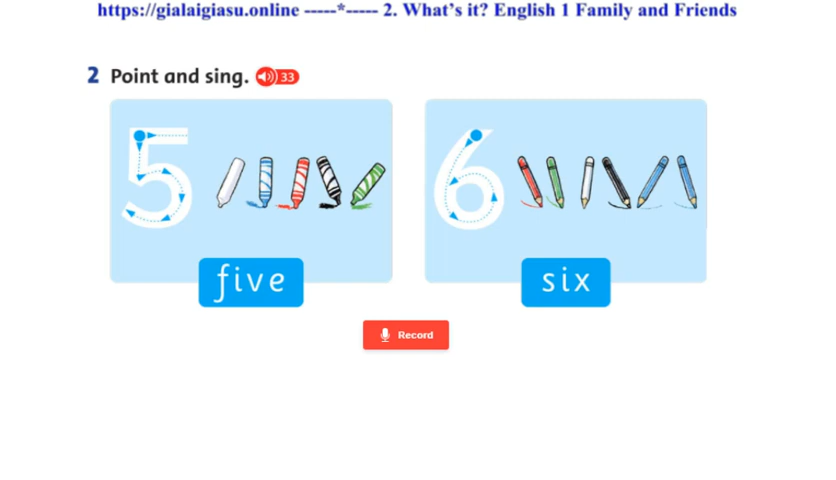 https://gialaigiasu.online -----*----- 2. What's it? English 1 Family and Friends
2 Point and sing. 33
5
6
five
six
Record